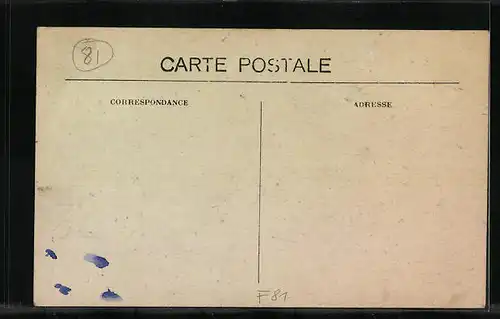 81
CARTE POSTALE
CORRESPONDANCE
ADRESSE
F81